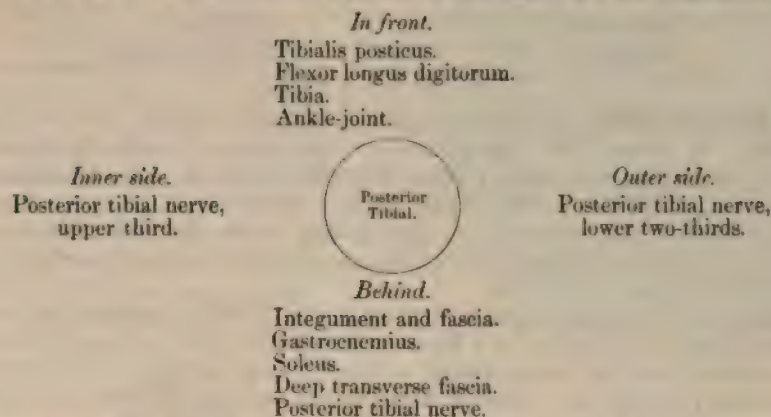 In front.
Tibialis posticus.
Flexor longus digitorum.
Tibia.
Ankle-joint.
Inner side.
Posterior tibial nerve,
upper third.
Posterior
Tibial.
Outer side.
Posterior tibial nerve,
lower two-thirds.
Behind.
Integument and fascia.
Gastrocnemius.
Soleus.
Deep transverse fascia.
Posterior tibial nerve.